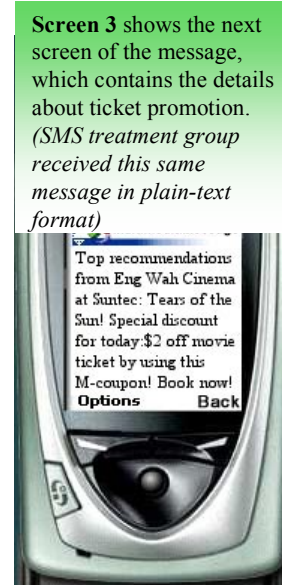 Screen 3 shows the next
screen of the message,
which contains the details
about ticket promotion.
(SMS treatment group
received this same
message in plain-text
format)
Top recommendations
from Eng Wah Cinema
at Suntec: Tears of the
Sun! Special discount
for today:$2 off movie
ticket by using this
M-coupon! Book now!
Options Back